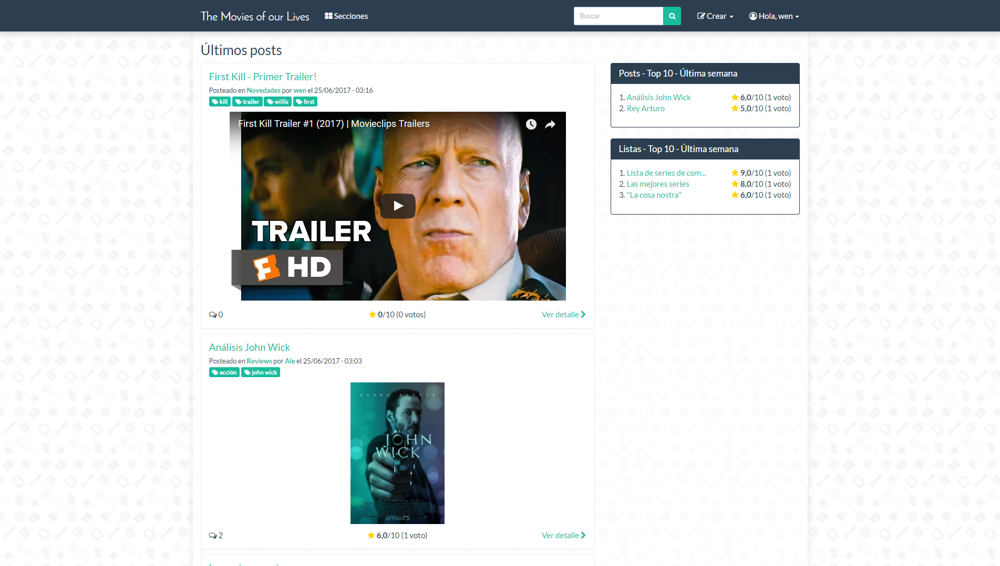 The Movies of our Lives
Secciones
Buscar
Crear
Hola, wen
Últimos posts
First Kill - Primer Trailer!
Posteado en Novedades por wen el 25/06/2017 - 03:16
kill trailer willis first
First Kill Trailer #1 (2017) | Movieclips Trailers
TRAILER
F HD
0
0/10 (0 votos)
Ver detalle
Análisis John Wick
Posteado en Reviews por Ale el 25/06/2017 - 03:03
acción john wick
KEANU REEVES
JOHN
WICK
DON'T SET HIM OFF
OCTOBER 24
2
6,0/10 (1 voto)
Ver detalle
Posts - Top 10 - Última semana
1. Análisis John Wick 6,0/10 (1 voto)
2. Rey Arturo 5,0/10 (1 voto)
Listas - Top 10 - Última semana
1. Lista de series de com... 9,0/10 (1 voto)
2. Las mejores series 8,0/10 (1 voto)
3. "La cosa nostra" 6,0/10 (1 voto)